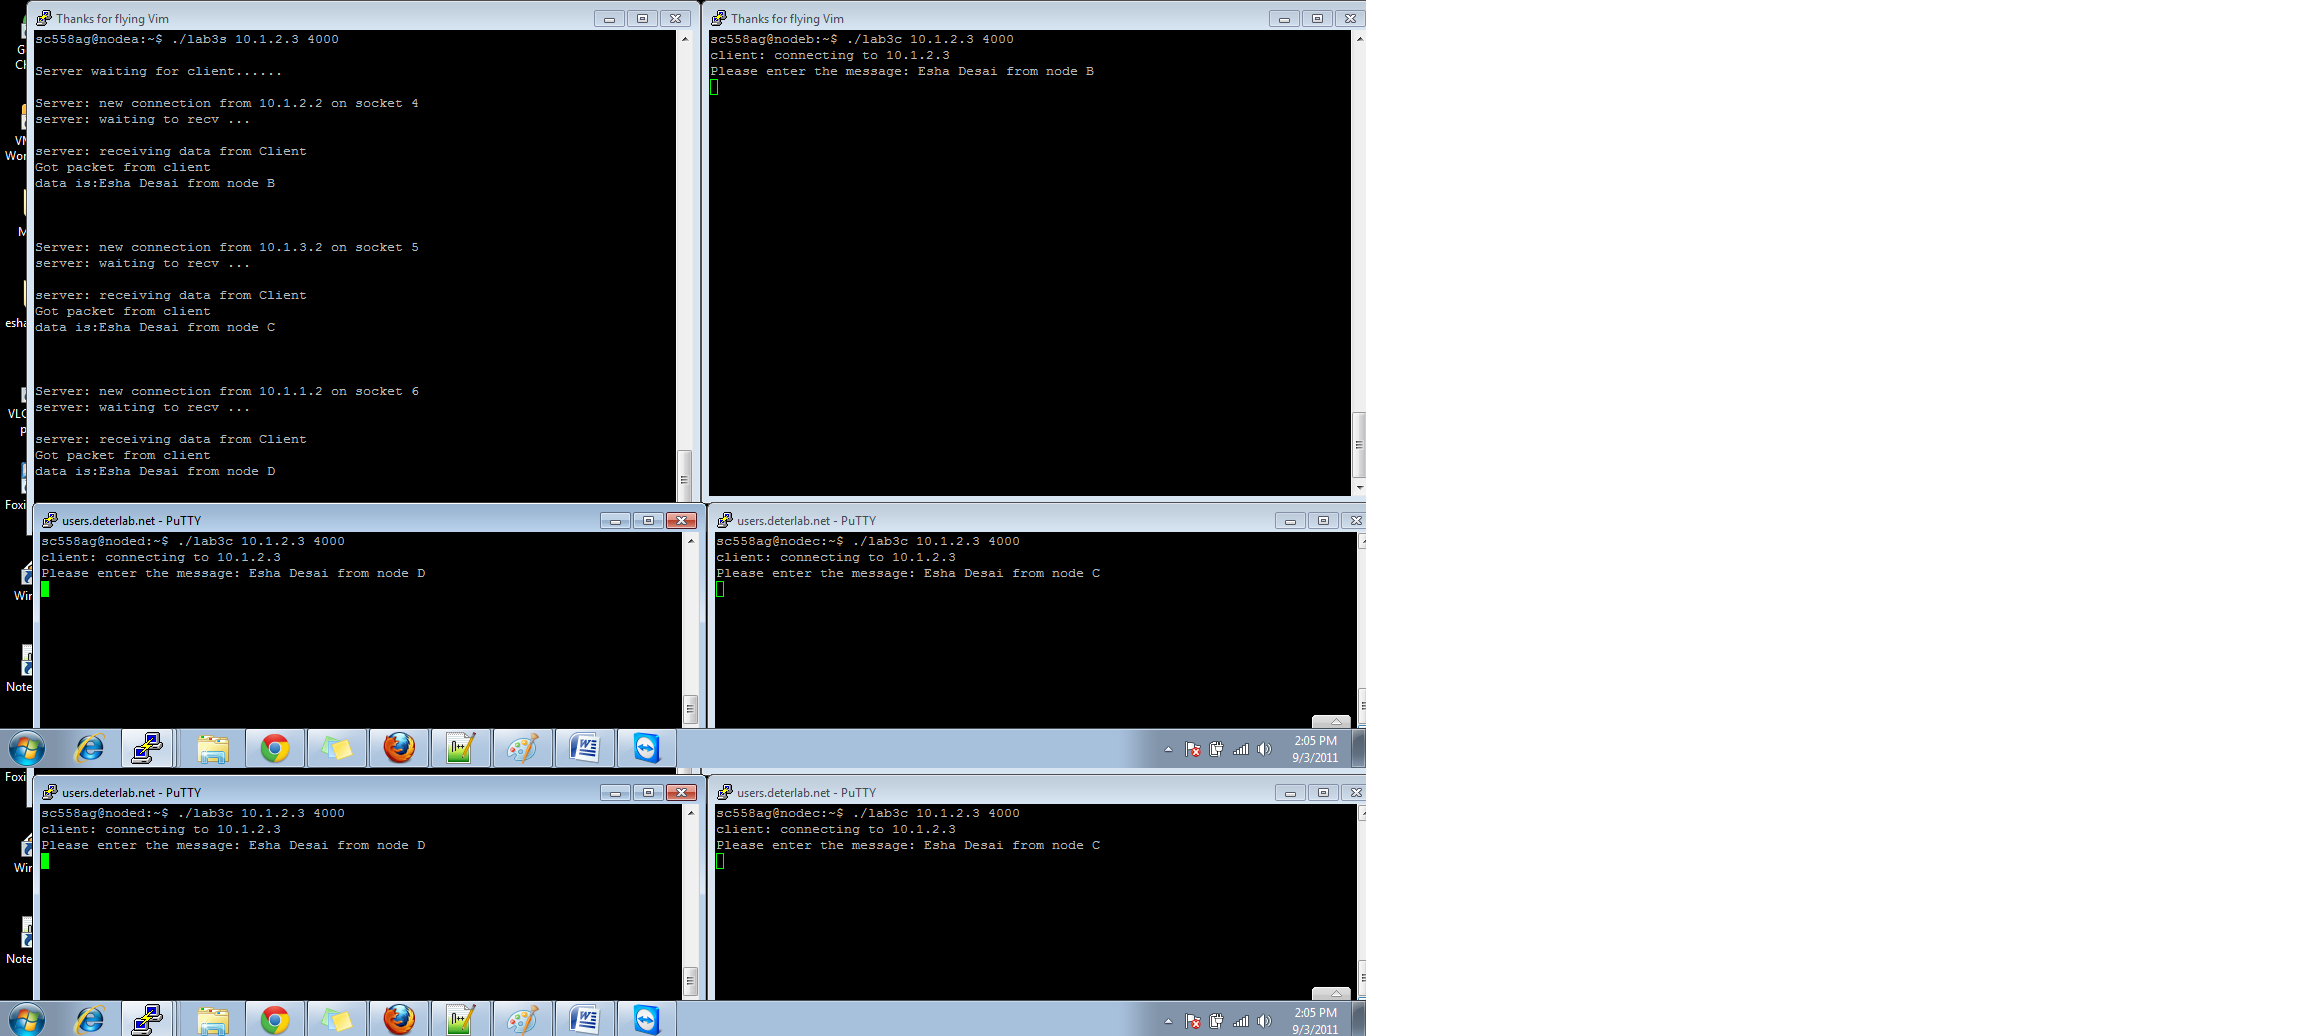 Thanks for flying Vim
sc558ag@nodea:~$ ./lab3s 10.1.2.3 4000
Server waiting for client......
Server: new connection from 10.1.2.2 on socket 4
server: waiting to recv ...
server: receiving data from Client
Got packet from client
data is:Esha Desai from node B
Server: new connection from 10.1.3.2 on socket 5
server: waiting to recv ...
server: receiving data from Client
Got packet from client
data is:Esha Desai from node C
Server: new connection from 10.1.1.2 on socket 6
server: waiting to recv ...
server: receiving data from Client
Got packet from client
data is:Esha Desai from node D
Thanks for flying Vim
sc558ag@nodeb:~$ ./lab3c 10.1.2.3 4000
client: connecting to 10.1.2.3
Please enter the message: Esha Desai from node B
users.deterlab.net - PuTTY
sc558ag@noded:~$ ./lab3c 10.1.2.3 4000
client: connecting to 10.1.2.3
Please enter the message: Esha Desai from node D
users.deterlab.net - PuTTY
sc558ag@nodec:~$ ./lab3c 10.1.2.3 4000
client: connecting to 10.1.2.3
Please enter the message: Esha Desai from node C
VM
Wor
esha
VLC
p
Foxi
Win
Note
2:05 PM
9/3/2011
Foxi
users.deterlab.net - PuTTY
sc558ag@noded:~$ ./lab3c 10.1.2.3 4000
client: connecting to 10.1.2.3
Please enter the message: Esha Desai from node D
users.deterlab.net - PuTTY
sc558ag@nodec:~$ ./lab3c 10.1.2.3 4000
client: connecting to 10.1.2.3
Please enter the message: Esha Desai from node C
Win
Note
2:05 PM
9/3/2011